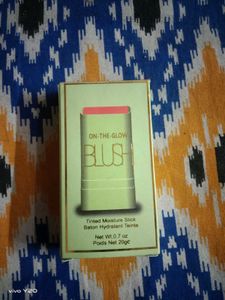 ON-THE-GLOW
BLUSH
Tinted Moisture Stick
Baton Hydratant Teinte
Net Wt.0.7 oz
Poids Net 20ge
vivo Y20